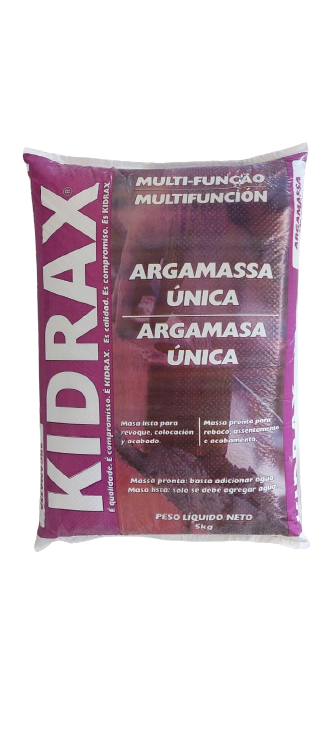 MULTI-FUNÇÃO
MULTIFUNCIÓN
KIDRAX®
É qualidade. É compromisso. É KIDRAX. Es calidad. Es compromiso. Es KIDRAX.
ARGAMASSA
ÚNICA
ARGAMASA
ÚNICA
Masa lista para
revoque, colocación
y acabado.
Massa pronta para
reboco, assentamento
e acabamento.
Massa pronta: basta adicionar água
Masa lista: solo se debe agregar agua
PESO LÍQUIDO NETO
5kg
ARGAMASSA